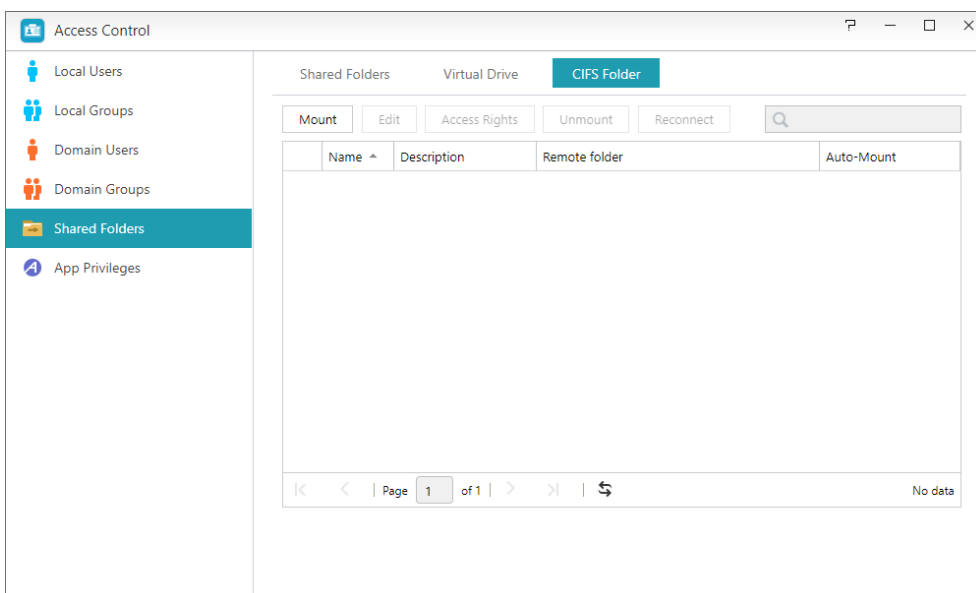 Access Control
Local Users
Local Groups
Domain Users
Domain Groups
Shared Folders
App Privileges
Shared Folders Virtual Drive CIFS Folder
Mount Edit Access Rights Unmount Reconnect
Name Description Remote folder Auto-Mount
Page 1 of 1 No data